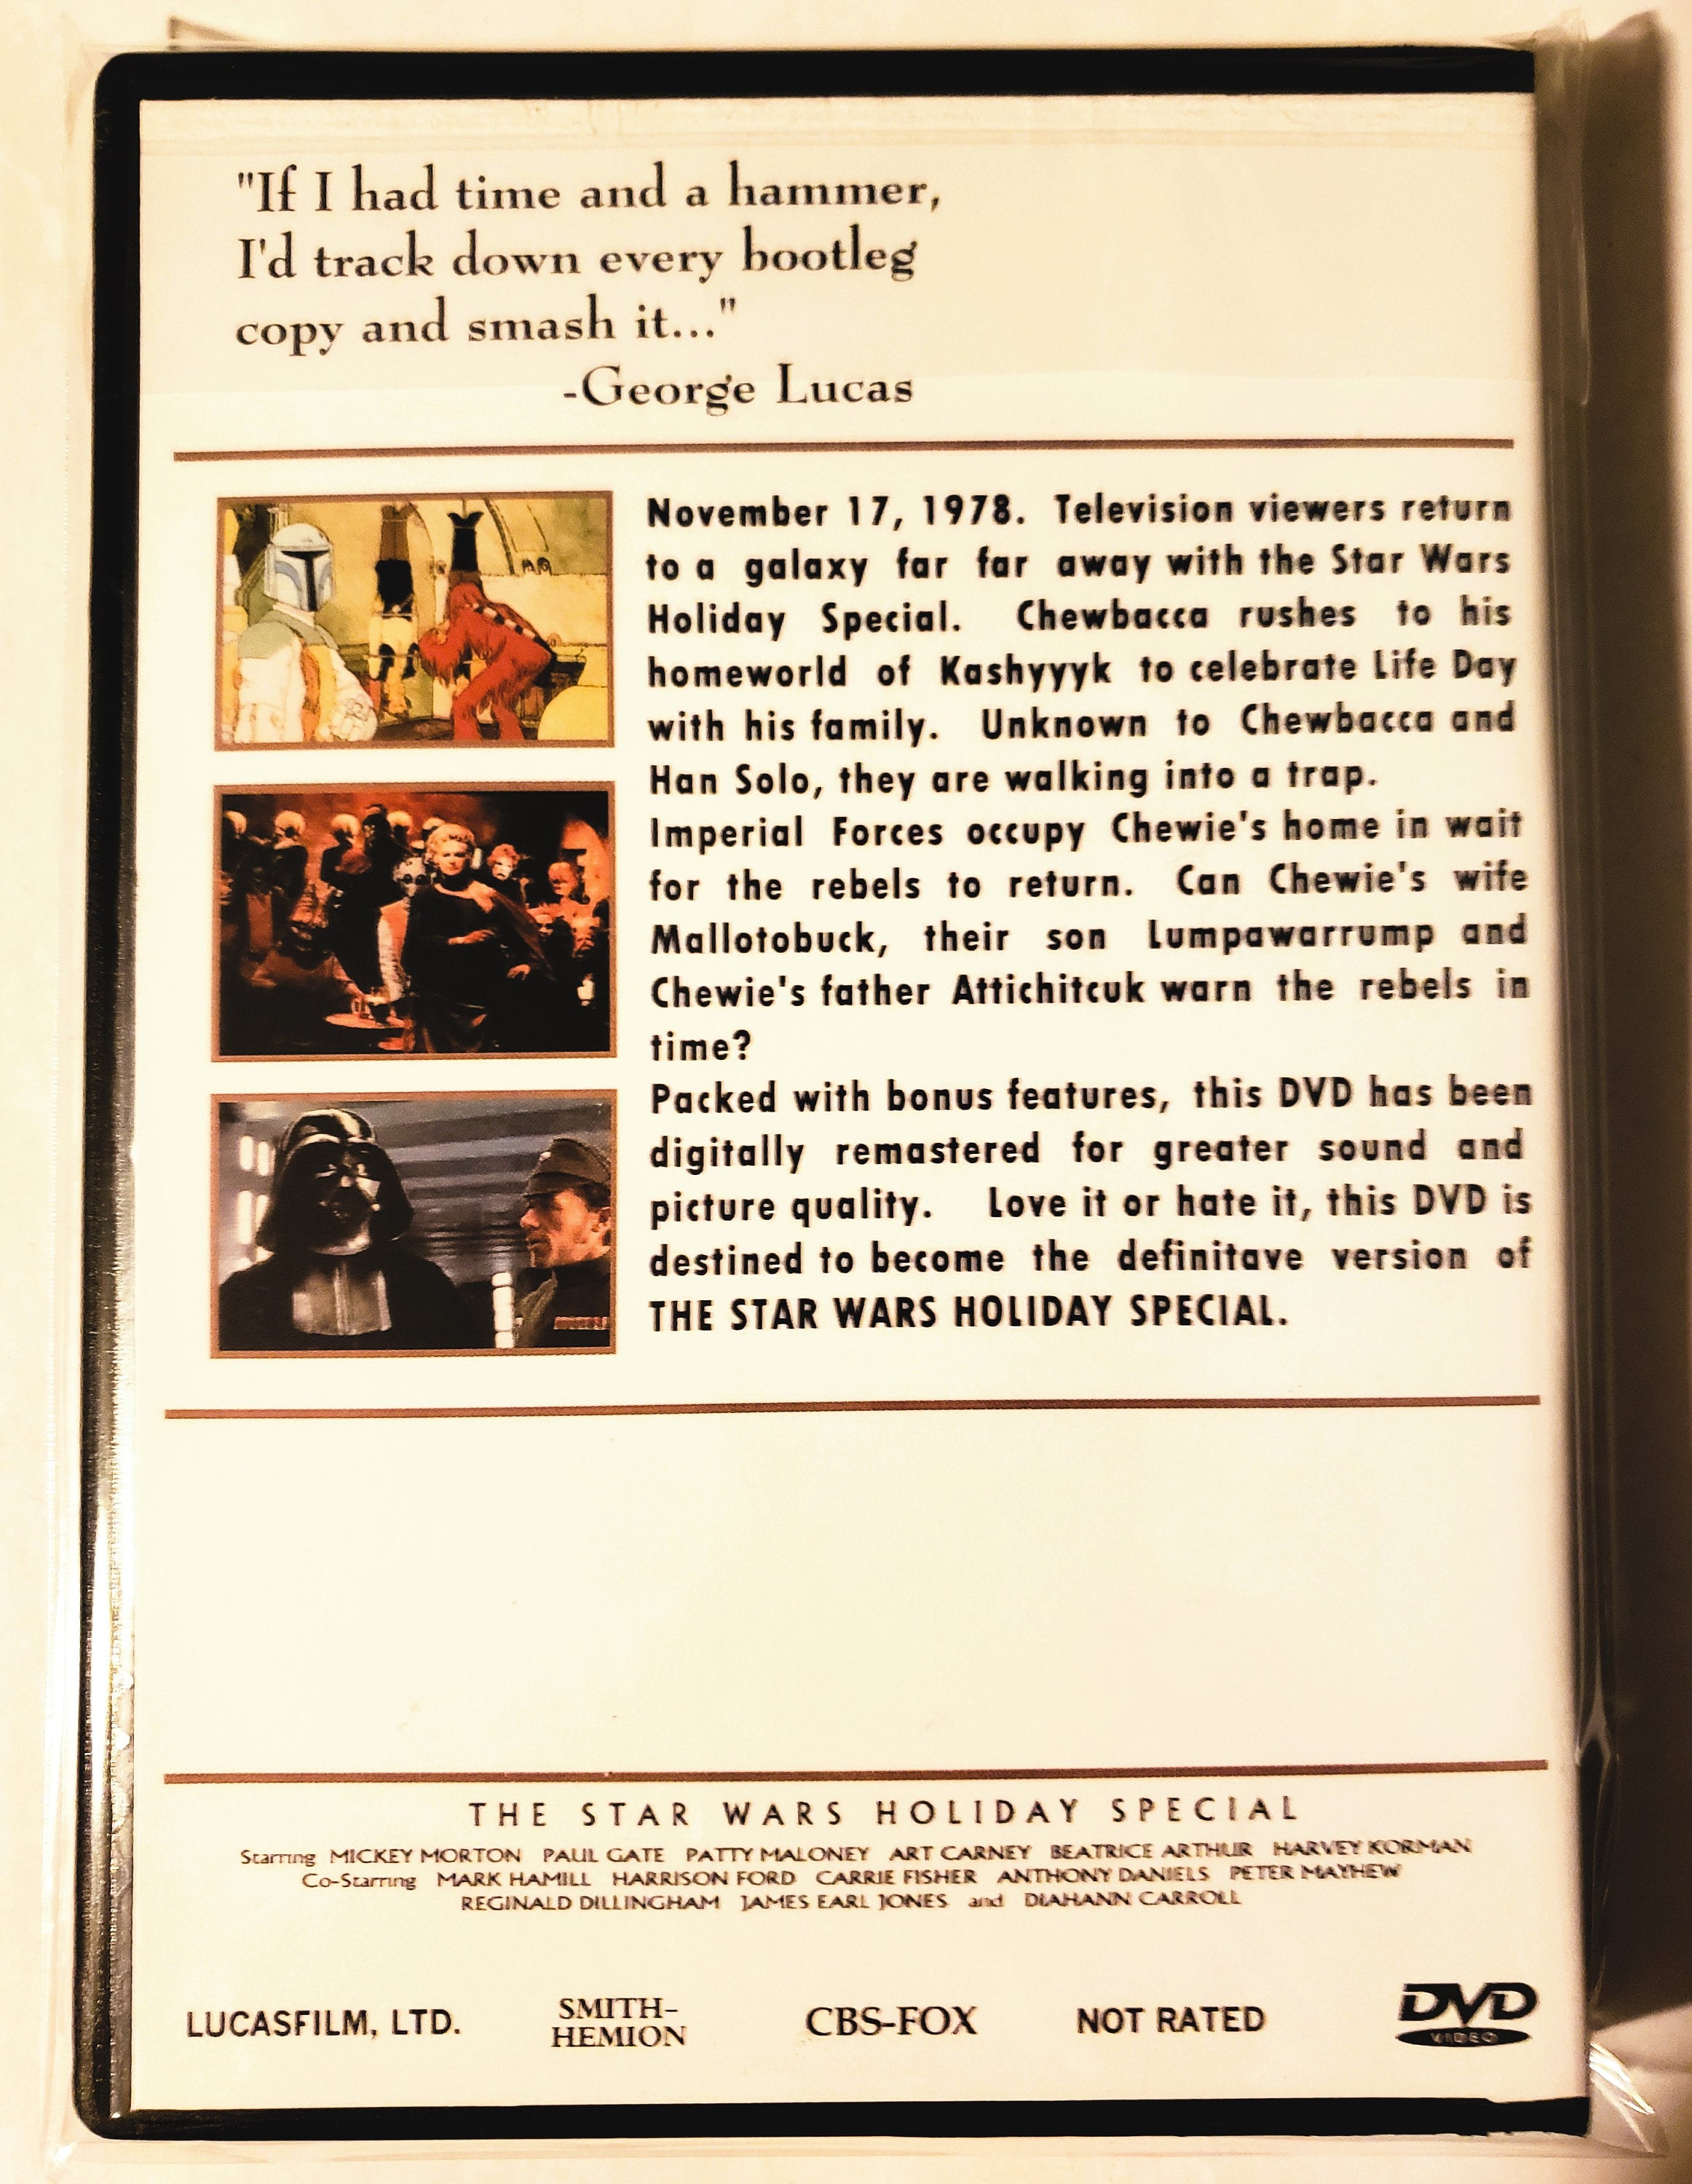 "If I had time and a hammer,
I'd track down every bootleg
copy and smash it..."
-George Lucas
November 17, 1978. Television viewers return
to a galaxy far far away with the Star Wars
Holiday Special. Chewbacca rushes to his
homeworld of Kashyyyk to celebrate Life Day
with his family. Unknown to Chewbacca and
Han Solo, they are walking into a trap.
Imperial Forces occupy Chewie's home in wait
for the rebels to return. Can Chewie's wife
Mallotobuck, their son Lumpawarrump and
Chewie's father Attichitcuk warn the rebels in
time?
Packed with bonus features, this DVD has been
digitally remastered for greater sound and
picture quality. Love it or hate it, this DVD is
destined to become the definitave version of
THE STAR WARS HOLIDAY SPECIAL.
THE STAR WARS HOLIDAY SPECIAL
Starring MICKEY MORTON PAUL GATE PATTY MALONEY ART CARNEY BEATRICE ARTHUR HARVEY KORMAN
Co-Starring MARK HAMILL HARRISON FORD CARRIE FISHER ANTHONY DANIELS PETER MAYHEW
REGINALD DILLINGHAM JAMES EARL JONES and DIAHANN CARROLL
LUCASFILM, LTD. SMITH-HEMION CBS-FOX NOT RATED DVD VIDEO